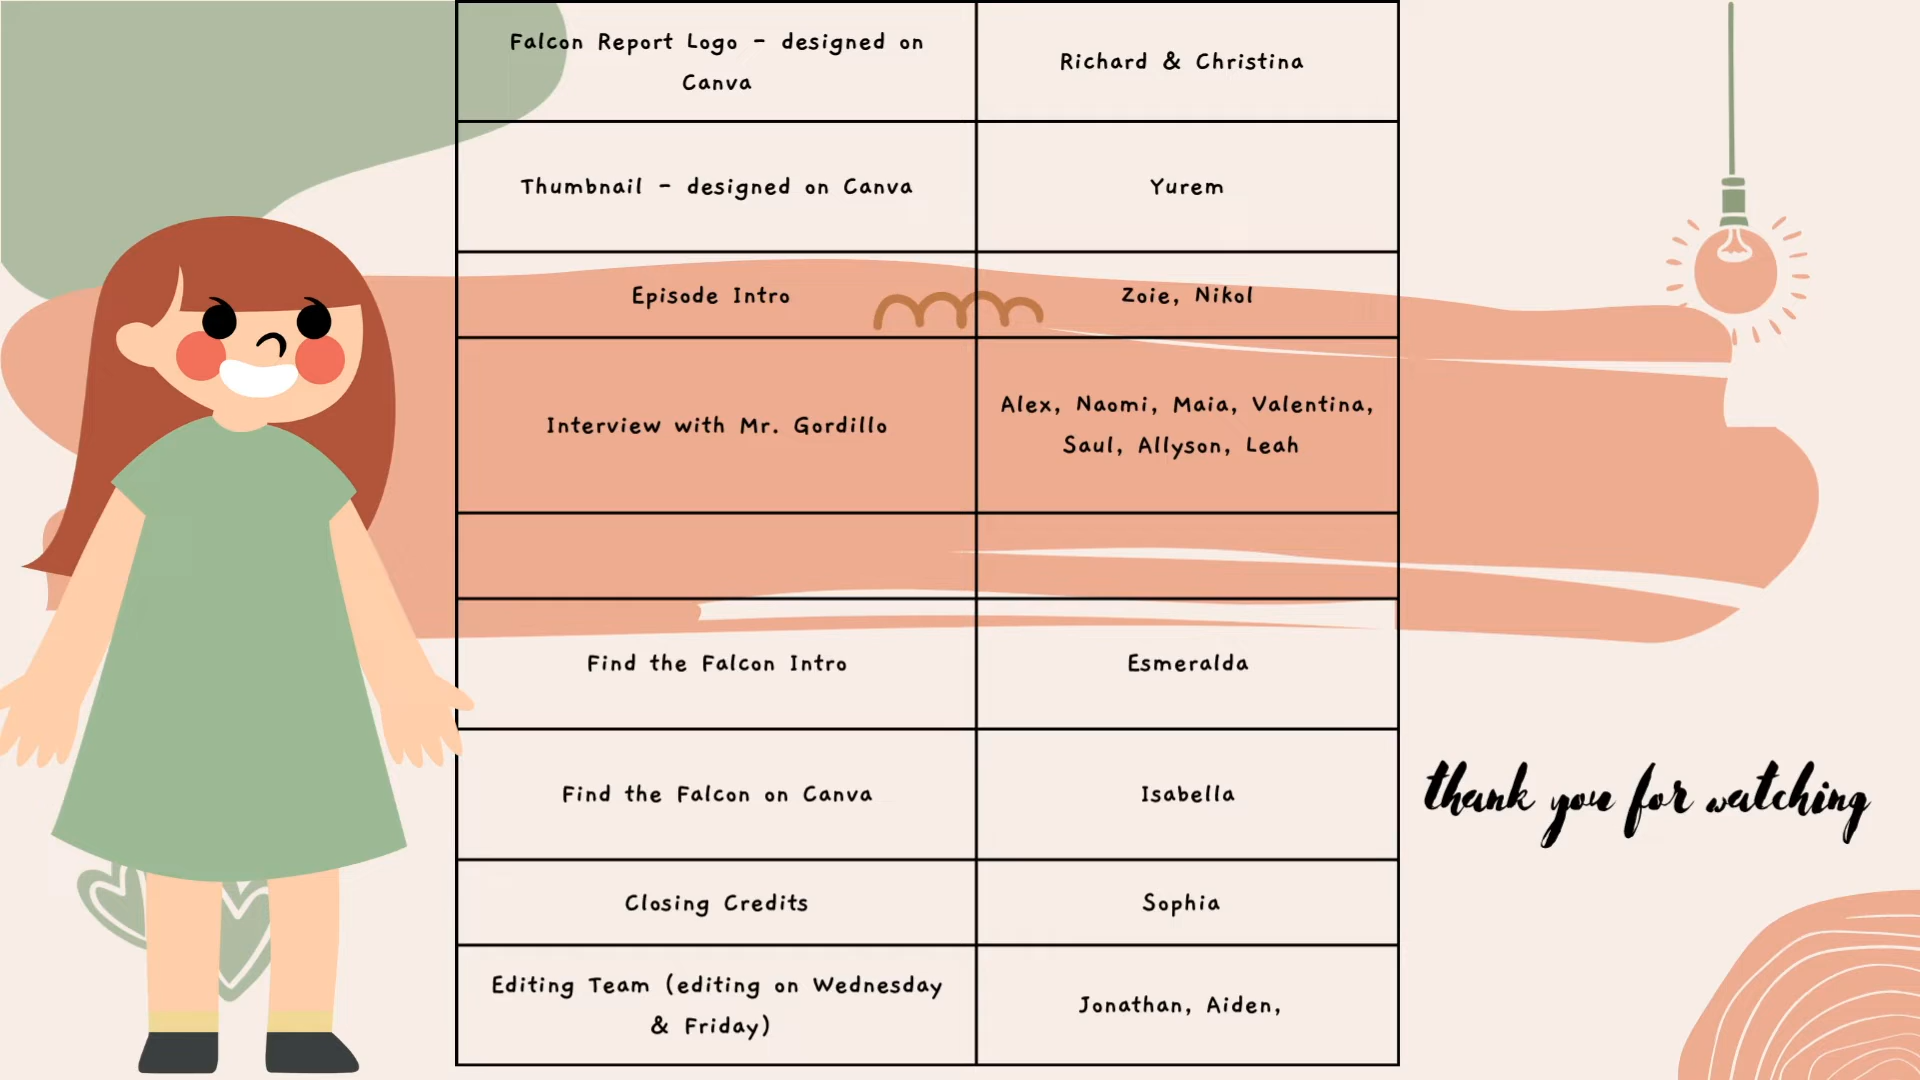 Falcon Report Logo - designed on
Canva
Richard & Christina
Thumbnail - designed on Canva
Yurem
Episode Intro
Zoie, Nikol
Interview with Mr. Gordillo
Alex, Naomi, Maia, Valentina,
Saul, Allyson, Leah
Find the Falcon Intro
Esmeralda
Find the Falcon on Canva
Isabella
thank you for watching
Closing Credits
Sophia
Editing Team (editing on Wednesday
& Friday)
Jonathan, Aiden,